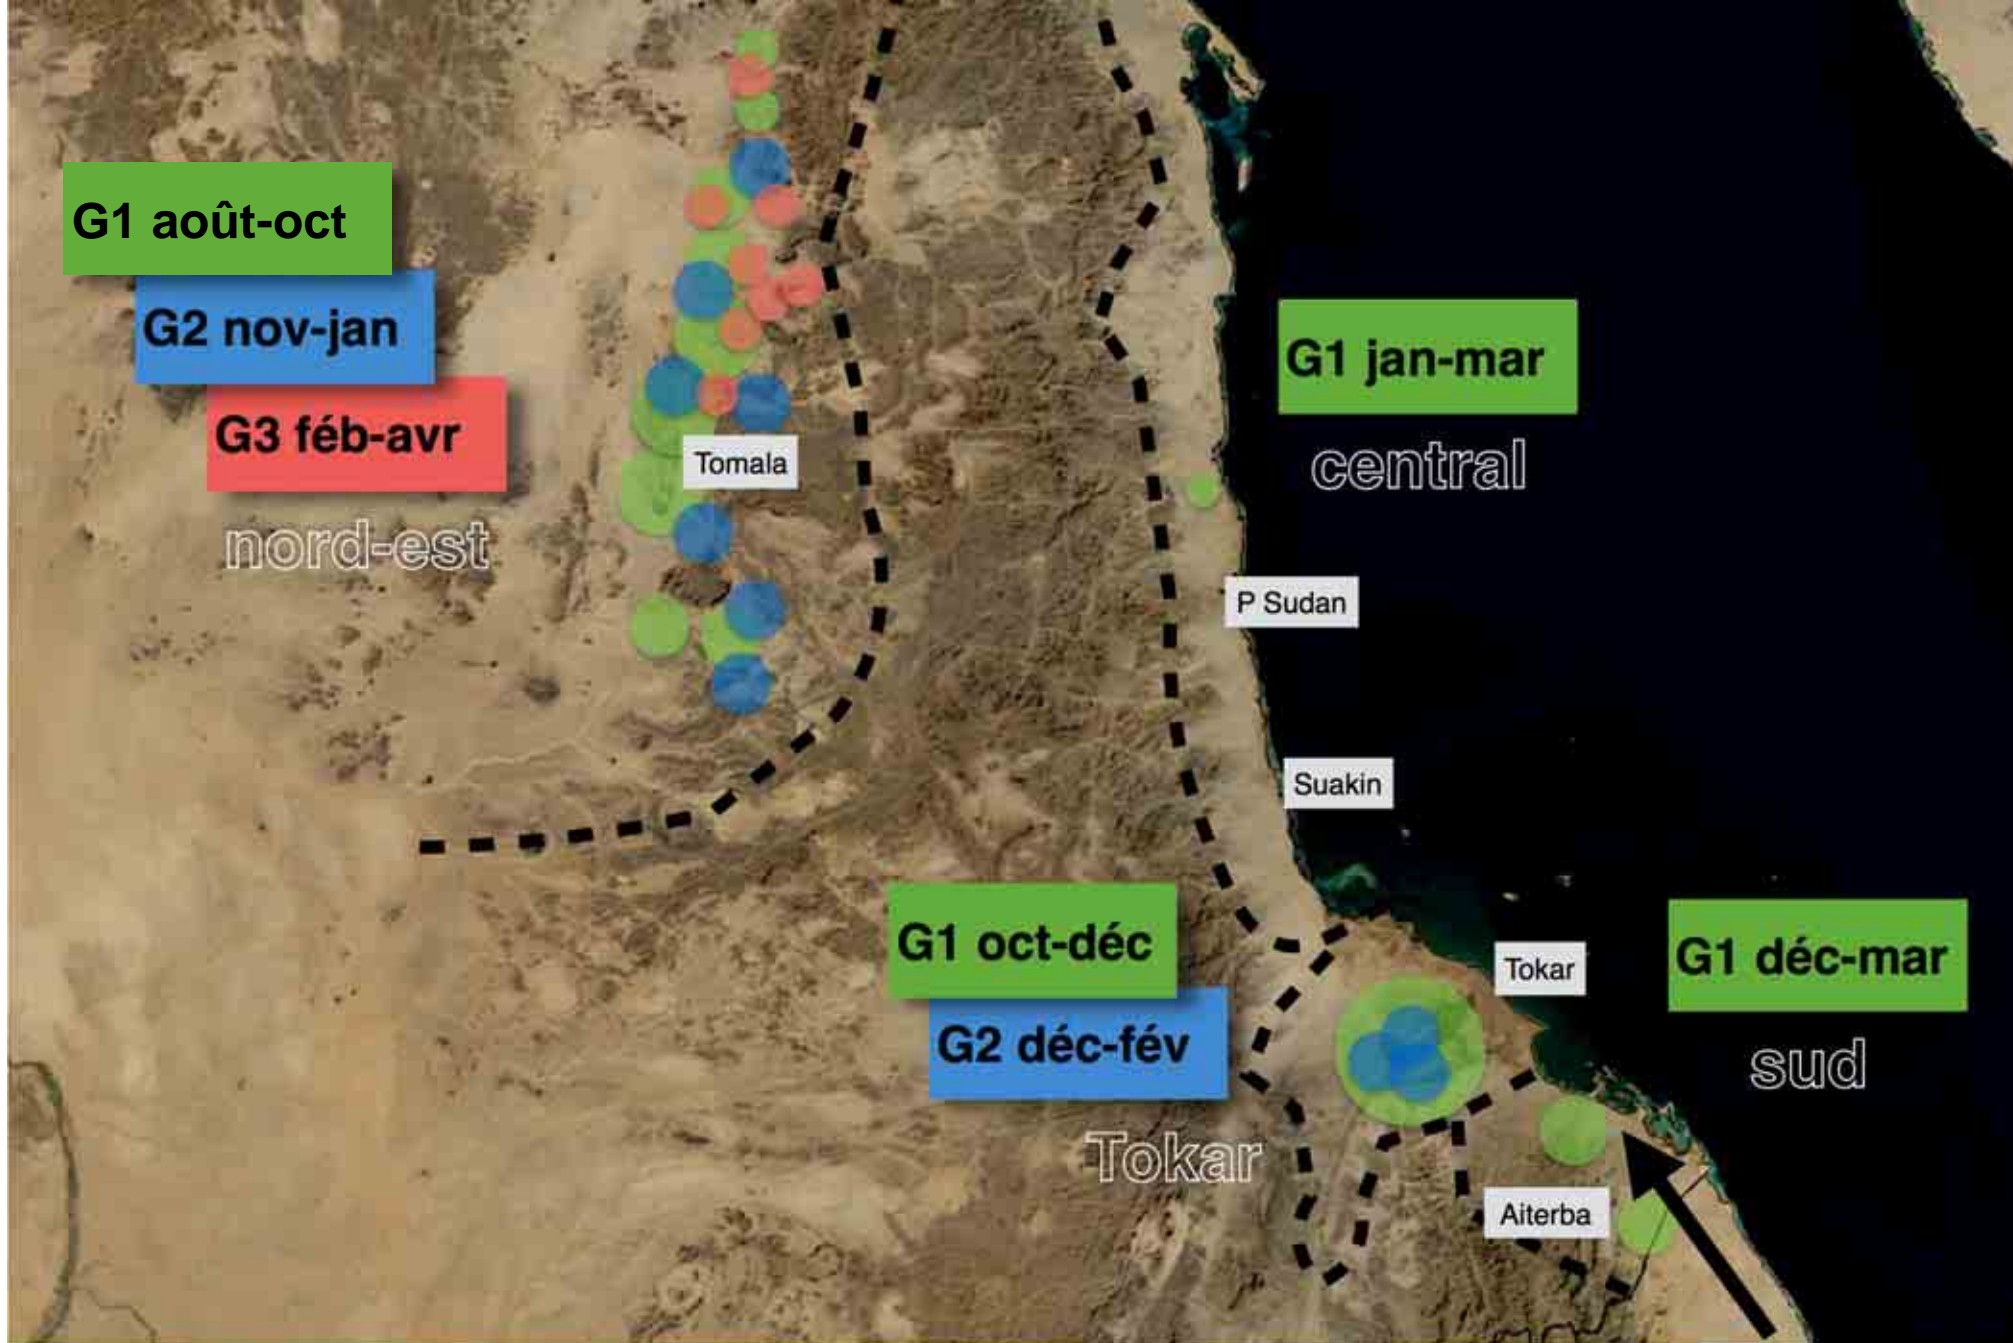 G1 août-oct
G2 nov-jan
G3 féb-avr
nord-est
Tomala
G1 jan-mar
central
P Sudan
Suakin
G1 oct-déc
G2 déc-fév
Tokar
Tokar
G1 déc-mar
sud
Aiterba